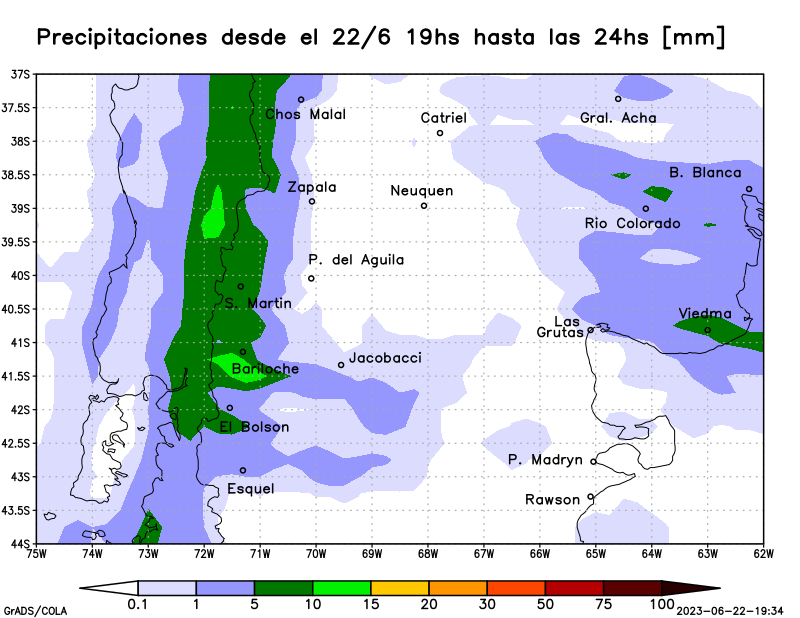 Precipitaciones desde el 22/6 19hs hasta las 24hs [mm]
37S
37.5S
38S
38.5S
39S
39.5S
40S
40.5S
41S
41.5S
42S
42.5S
43S
43.5S
44S
Chos Malal
Catriel
Gral. Acha
B. Blanca
Zapala
Neuquen
Rio Colorado
P. del Aguila
S. Martin
Viedma
Las
Grutas
Jacobacci
Bariloche
El Bolson
P. Madryn
Esquel
Rawson
75W 74W 73W 72W 71W 70W 69W 68W 67W 66W 65W 64W 63W 62W
0.1 1 5 10 15 20 30 50 75 100
GrADS/COLA
2023-06-22-19:34